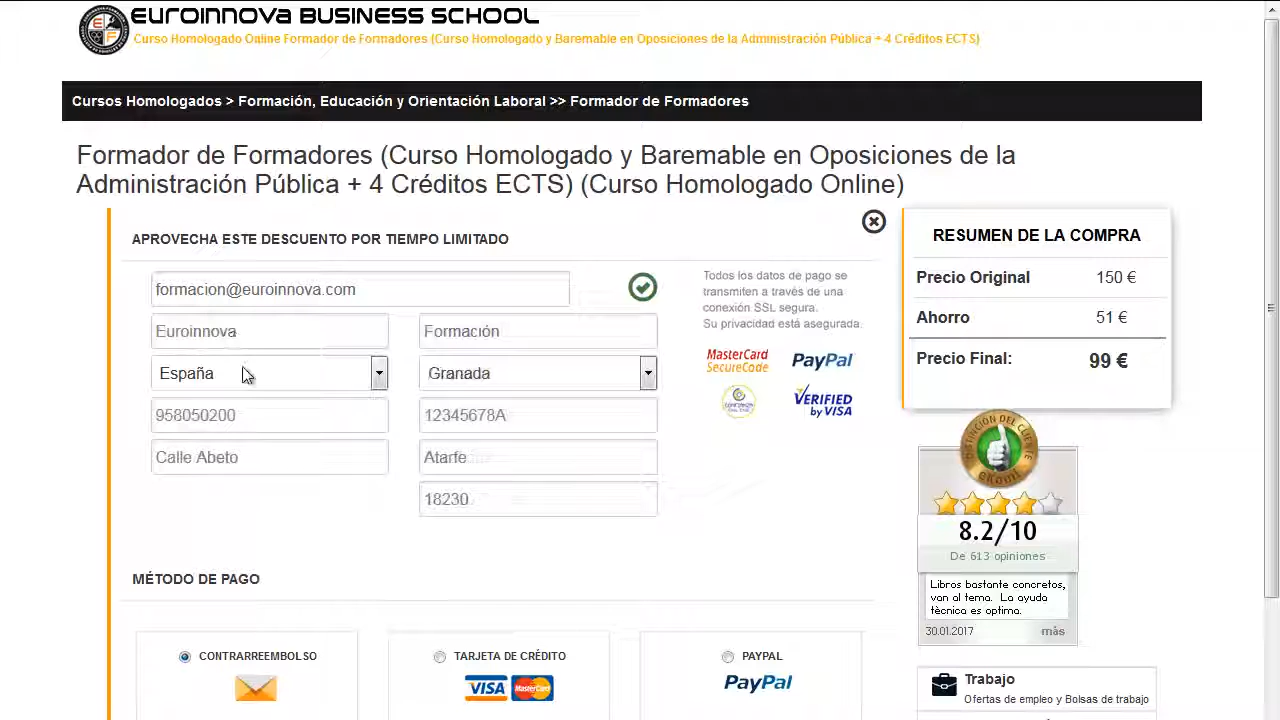 EUROINNOVA BUSINESS SCHOOL
Curso Homologado Online Formador de Formadores (Curso Homologado y Baremable en Oposiciones de la Administración Pública + 4 Créditos ECTS)
Cursos Homologados > Formación, Educación y Orientación Laboral >> Formador de Formadores
Formador de Formadores (Curso Homologado y Baremable en Oposiciones de la
Administración Pública + 4 Créditos ECTS) (Curso Homologado Online)
APROVECHA ESTE DESCUENTO POR TIEMPO LIMITADO
formacion@euroinnova.com
Euroinnova
Formación
España
Granada
958050200
12345678A
Calle Abeto
Atarfe
18230
Todos los datos de pago se
transmiten a través de una
conexión SSL segura.
Su privacidad está asegurada.
MasterCard
SecureCode
PayPal
VERIFIED
by VISA
RESUMEN DE LA COMPRA
Precio Original 150 €
Ahorro 51 €
Precio Final: 99 €
DISTINCIÓN DEL CLIENTE
eKomi
8.2/10
De 613 opiniones
Libros bastante concretos,
van al tema. La ayuda
tècnica es optima.
30.01.2017 más
MÉTODO DE PAGO
CONTRARREEMBOLSO
TARJETA DE CRÉDITO
VISA MasterCard
PAYPAL
PayPal
Trabajo
Ofertas de empleo y Bolsas de trabajo